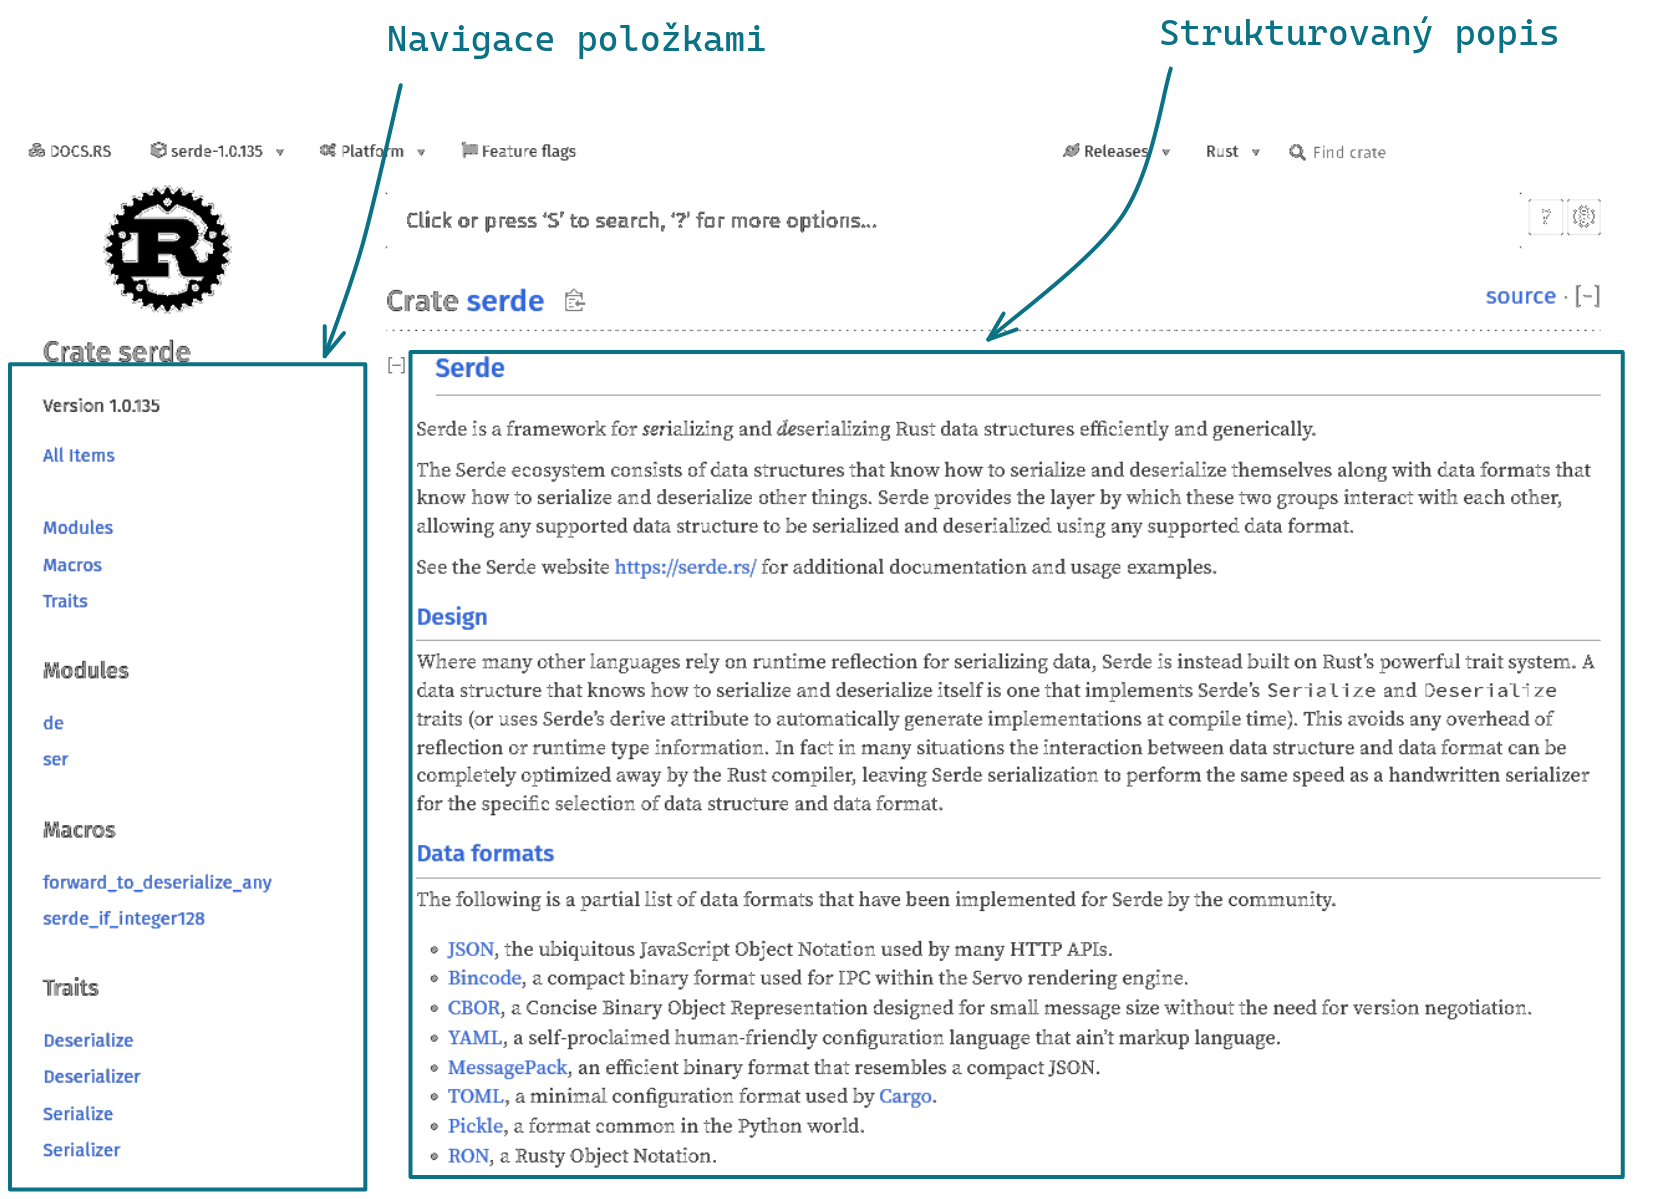 Navigace položkami
Strukturovaný popis
DOCS.RS serde-1.0.135 Platform Feature flags Releases Rust Find crate
Click or press ‘S’ to search, ‘?’ for more options…
?
Crate serde
source · [−]
Crate serde
Version 1.0.135
All Items
Modules
Macros
Traits
Modules
de
ser
Macros
forward_to_deserialize_any
serde_if_integer128
Traits
Deserialize
Deserializer
Serialize
Serializer
[−] Serde
Serde is a framework for serializing and deserializing Rust data structures efficiently and generically.
The Serde ecosystem consists of data structures that know how to serialize and deserialize themselves along with data formats that
know how to serialize and deserialize other things. Serde provides the layer by which these two groups interact with each other,
allowing any supported data structure to be serialized and deserialized using any supported data format.
See the Serde website https://serde.rs/ for additional documentation and usage examples.
Design
Where many other languages rely on runtime reflection for serializing data, Serde is instead built on Rust’s powerful trait system. A
data structure that knows how to serialize and deserialize itself is one that implements Serde’s Serialize and Deserialize
traits (or uses Serde’s derive attribute to automatically generate implementations at compile time). This avoids any overhead of
reflection or runtime type information. In fact in many situations the interaction between data structure and data format can be
completely optimized away by the Rust compiler, leaving Serde serialization to perform the same speed as a handwritten serializer
for the specific selection of data structure and data format.
Data formats
The following is a partial list of data formats that have been implemented for Serde by the community.
• JSON, the ubiquitous JavaScript Object Notation used by many HTTP APIs.
• Bincode, a compact binary format used for IPC within the Servo rendering engine.
• CBOR, a Concise Binary Object Representation designed for small message size without the need for version negotiation.
• YAML, a self-proclaimed human-friendly configuration language that ain’t markup language.
• MessagePack, an efficient binary format that resembles a compact JSON.
• TOML, a minimal configuration format used by Cargo.
• Pickle, a format common in the Python world.
• RON, a Rusty Object Notation.